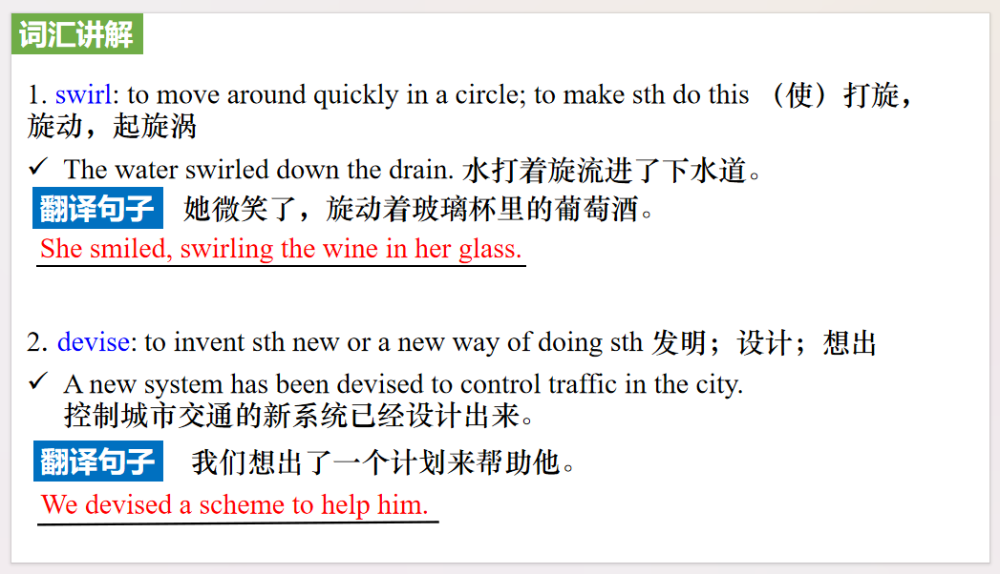 词汇讲解
1. swirl: to move around quickly in a circle; to make sth do this （使）打旋，
旋动，起旋涡
✓ The water swirled down the drain. 水打着旋流进了下水道。
翻译句子 她微笑了，旋动着玻璃杯里的葡萄酒。
She smiled, swirling the wine in her glass.
2. devise: to invent sth new or a new way of doing sth 发明；设计；想出
✓ A new system has been devised to control traffic in the city.
控制城市交通的新系统已经设计出来。
翻译句子 我们想出了一个计划来帮助他。
We devised a scheme to help him.